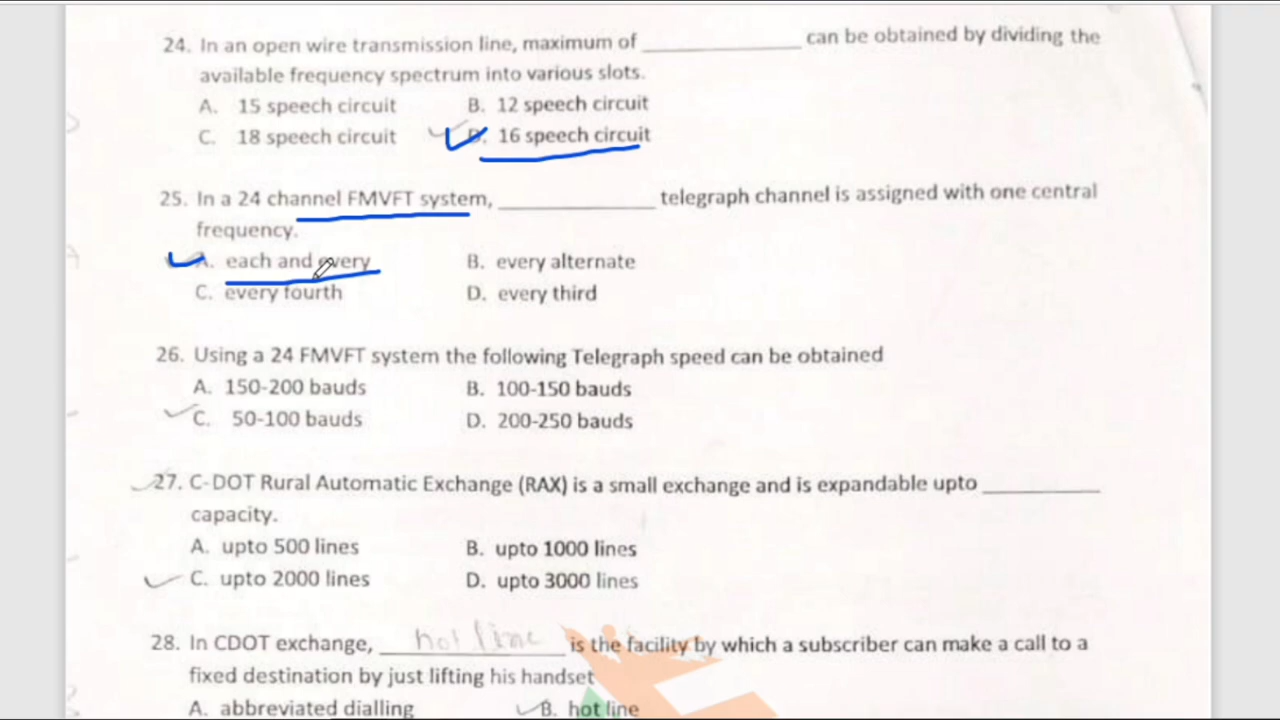 24. In an open wire transmission line, maximum of ____________ can be obtained by dividing the
available frequency spectrum into various slots.
A. 15 speech circuit B. 12 speech circuit
C. 18 speech circuit D. 16 speech circuit
25. In a 24 channel FMVFT system, ____________ telegraph channel is assigned with one central
frequency.
A. each and every B. every alternate
C. every fourth D. every third
26. Using a 24 FMVFT system the following Telegraph speed can be obtained
A. 150-200 bauds B. 100-150 bauds
C. 50-100 bauds D. 200-250 bauds
27. C-DOT Rural Automatic Exchange (RAX) is a small exchange and is expandable upto _________
capacity.
A. upto 500 lines B. upto 1000 lines
C. upto 2000 lines D. upto 3000 lines
28. In CDOT exchange, hot line is the facility by which a subscriber can make a call to a
fixed destination by just lifting his handset
A. abbreviated dialling B. hot line